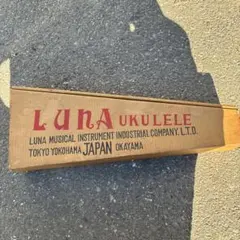 LUNA UKULELE
LUNA MUSICAL INSTRUMENT INDUSTRIAL COMPANY. L.T.D.
TOKYO YOKOHAMA JAPAN OKAYAMA